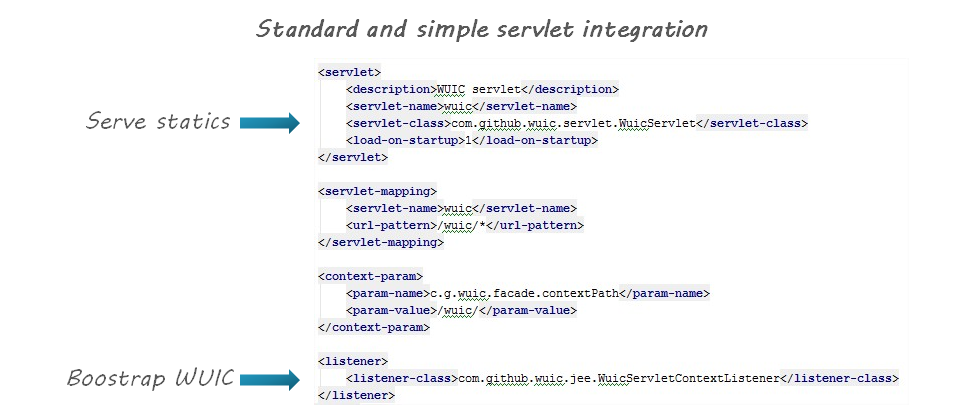 Standard and simple servlet integration
<servlet>
    <description>WUIC servlet</description>
    <servlet-name>wuic</servlet-name>
Serve statics
    <servlet-class>com.github.wuic.servlet.WuicServlet</servlet-class>
    <load-on-startup>1</load-on-startup>
</servlet>
<servlet-mapping>
    <servlet-name>wuic</servlet-name>
    <url-pattern>/wuic/*</url-pattern>
</servlet-mapping>
<context-param>
    <param-name>c.g.wuic.facade.contextPath</param-name>
    <param-value>/wuic/</param-value>
</context-param>
<listener>
Boostrap WUIC
    <listener-class>com.github.wuic.jee.WuicServletContextListener</listener-class>
</listener>